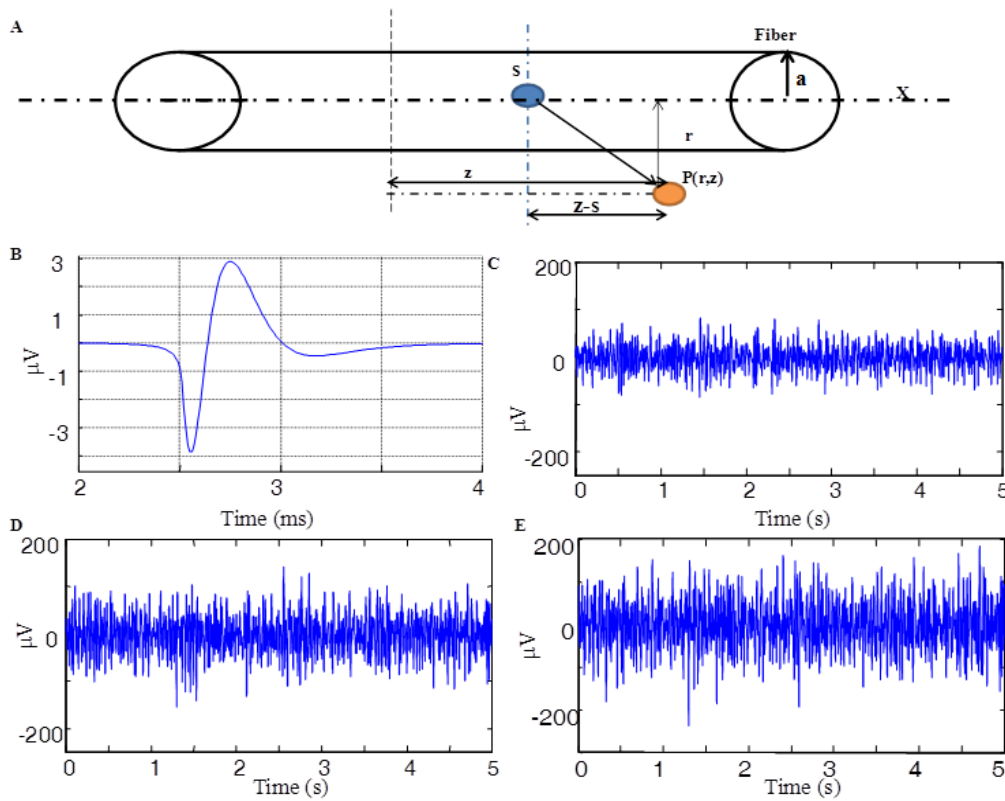 A
Fiber
S
a
X
r
z
P(r,z)
Z-s
B
3
1
-1
-3
μV
2 3 4
Time (ms)
C
200
0
-200
μV
0 1 2 3 4 5
Time (s)
D
200
0
-200
μV
0 1 2 3 4 5
Time (s)
E
200
0
-200
μV
0 1 2 3 4 5
Time (s)